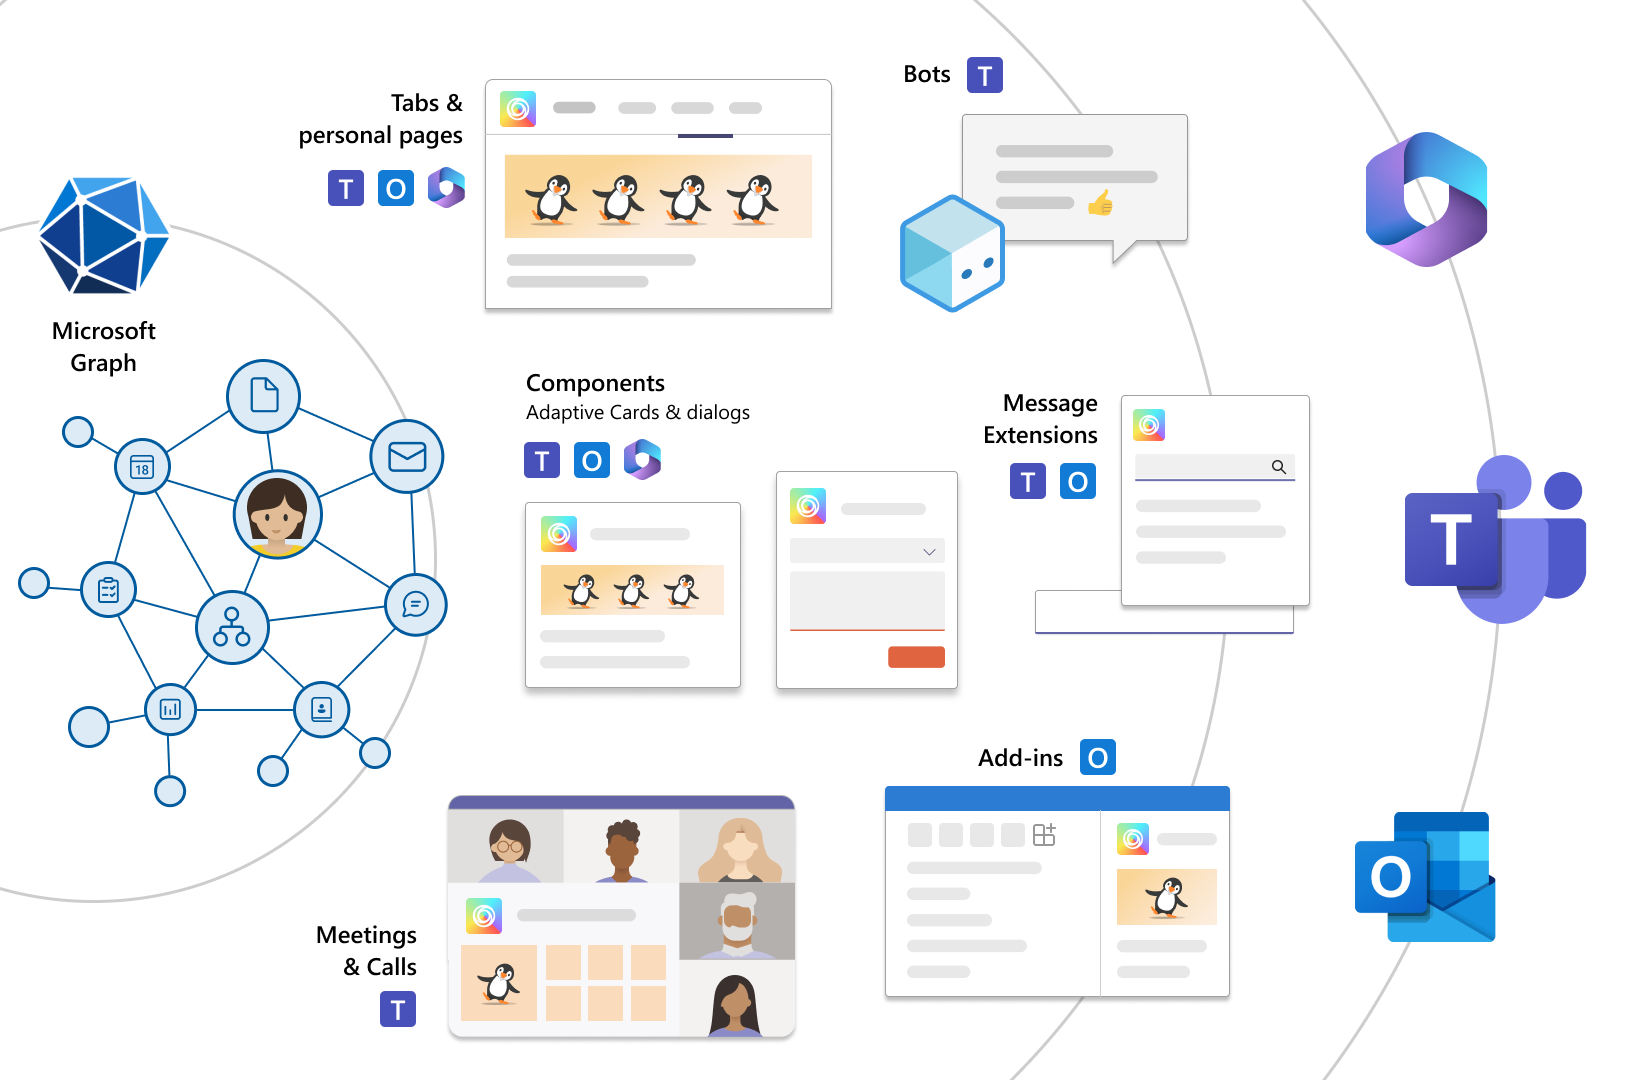 Tabs &
personal pages
T O
Bots T
Microsoft
Graph
18
Components
Adaptive Cards & dialogs
T O
Message
Extensions
T O
T
Add-ins O
O
Meetings
& Calls
T